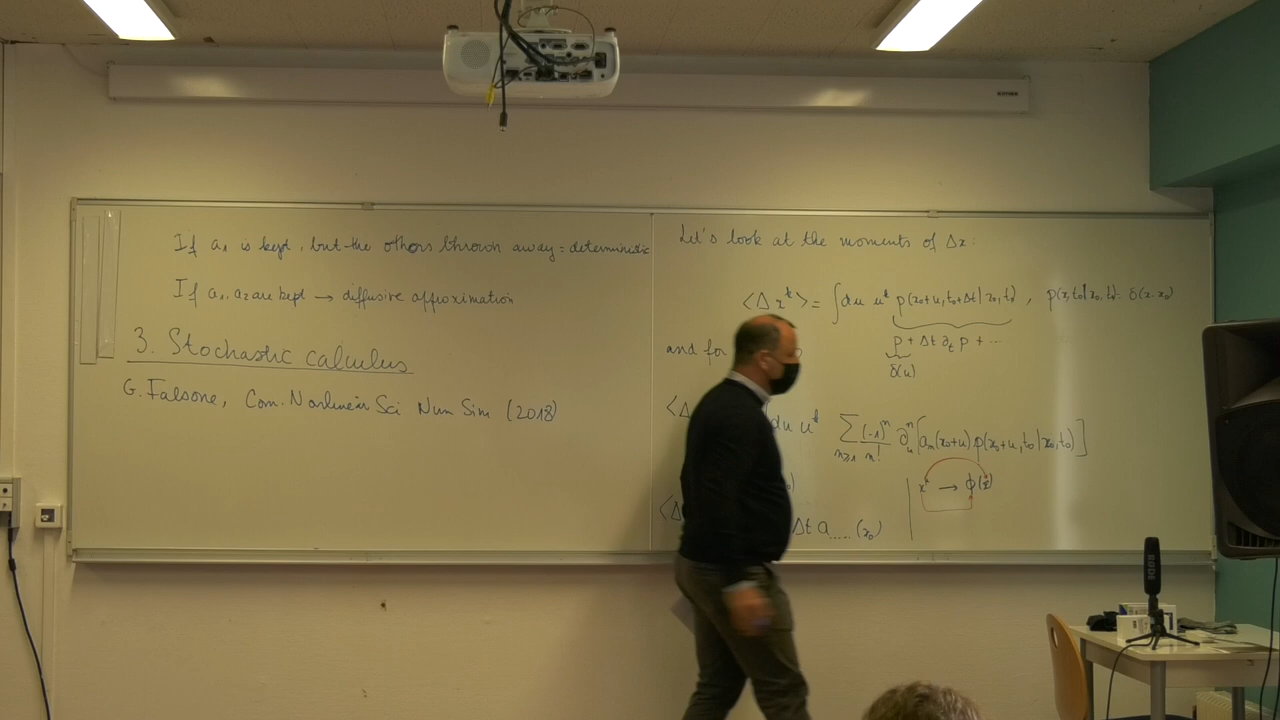 If a₁ is kept, but the others thrown away = deterministic
If a₁, a₂ are kept → diffusive approximation
3. Stochastic calculus
G. Falsone, Com. Nonlinear Sci Num Sim (2018)
Let's look at the moments of Δx:
⟨Δx^k⟩ = ∫du u^k p(x₀+u, t₀+Δt | x₀, t₀), p(x, t₀|x₀, t₀) = δ(x-x₀)
p + Δt ∂_t p + ...
and for
δ(u)
⟨Δ du u^k Σ_{n≥1} (-1)^n/n! ∂_u^n [a_n(x₀+u) p(x₀+u, t₀ | x₀, t₀)]
x → ϕ(x)
⟨Δ Δt a.....(x₀)
RODE